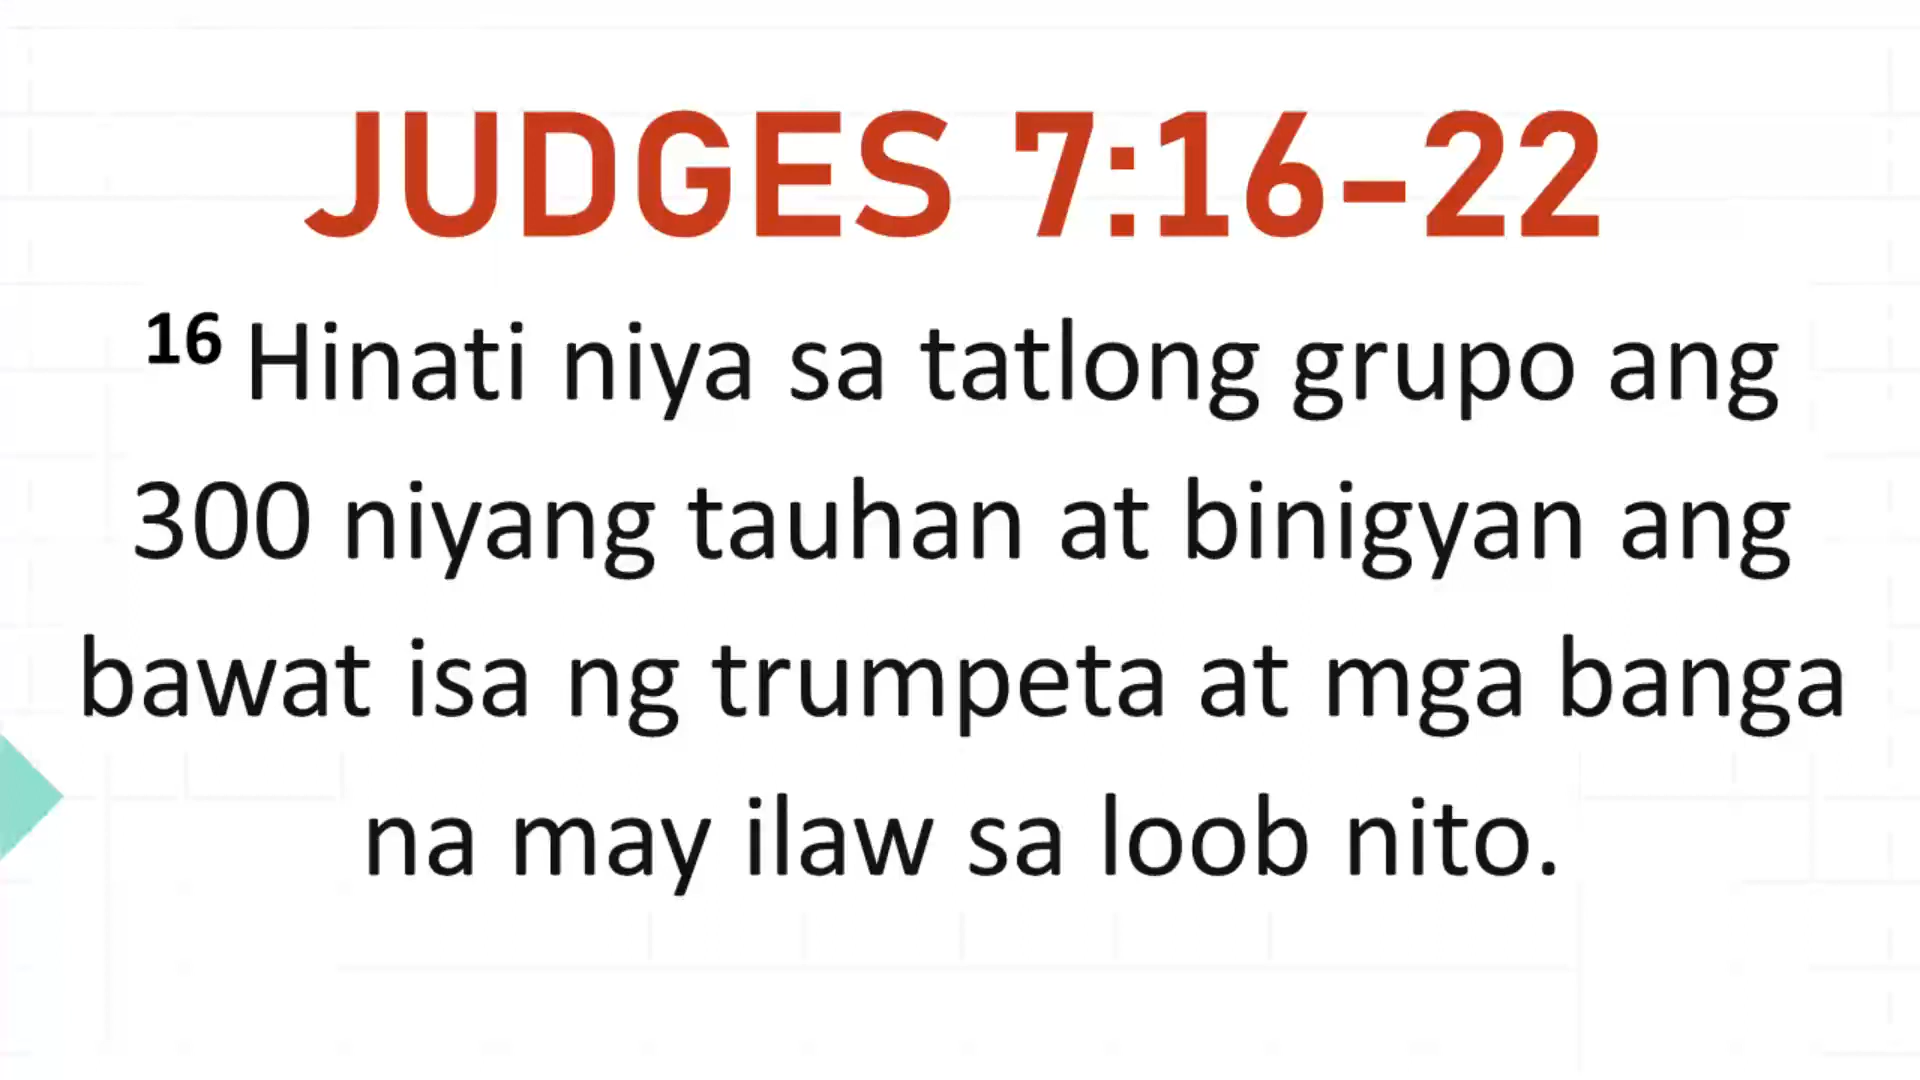 JUDGES 7:16-22
16 Hinati niya sa tatlong grupo ang
300 niyang tauhan at binigyan ang
bawat isa ng trumpeta at mga banga
na may ilaw sa loob nito.